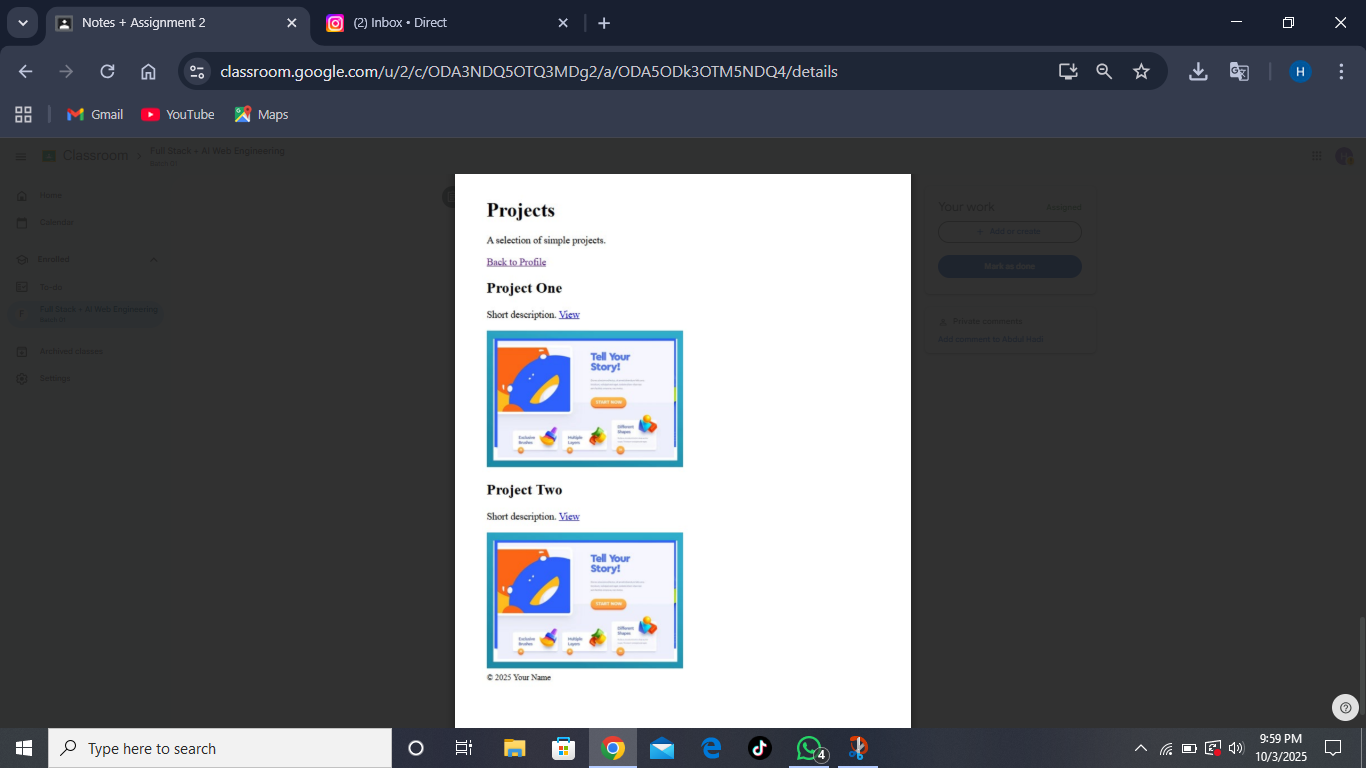 Notes + Assignment 2
(2) Inbox • Direct
classroom.google.com/u/2/c/ODA3NDQ5OTQ3MDg2/a/ODA5ODk3OTM5NDQ4/details
H
Gmail
YouTube
Maps
Classroom
Full Stack + AI Web Engineering
Home
Calendar
Enrolled
To-do
F
Full Stack + AI Web Engineering
Archived classes
Settings
Projects
A selection of simple projects.
Back to Profile
Project One
Short description. View
Tell Your
Story!
START NOW
Exclusive
Brushes
Multiple
Layers
Different
Shapes
Project Two
Short description. View
Tell Your
Story!
START NOW
Exclusive
Brushes
Multiple
Layers
Different
Shapes
© 2025 Your Name
Your work
Assigned
+ Add or create
Mark as done
Private comments
Add comment to Abdul Hadi
Type here to search
4
9:59 PM
10/3/2025